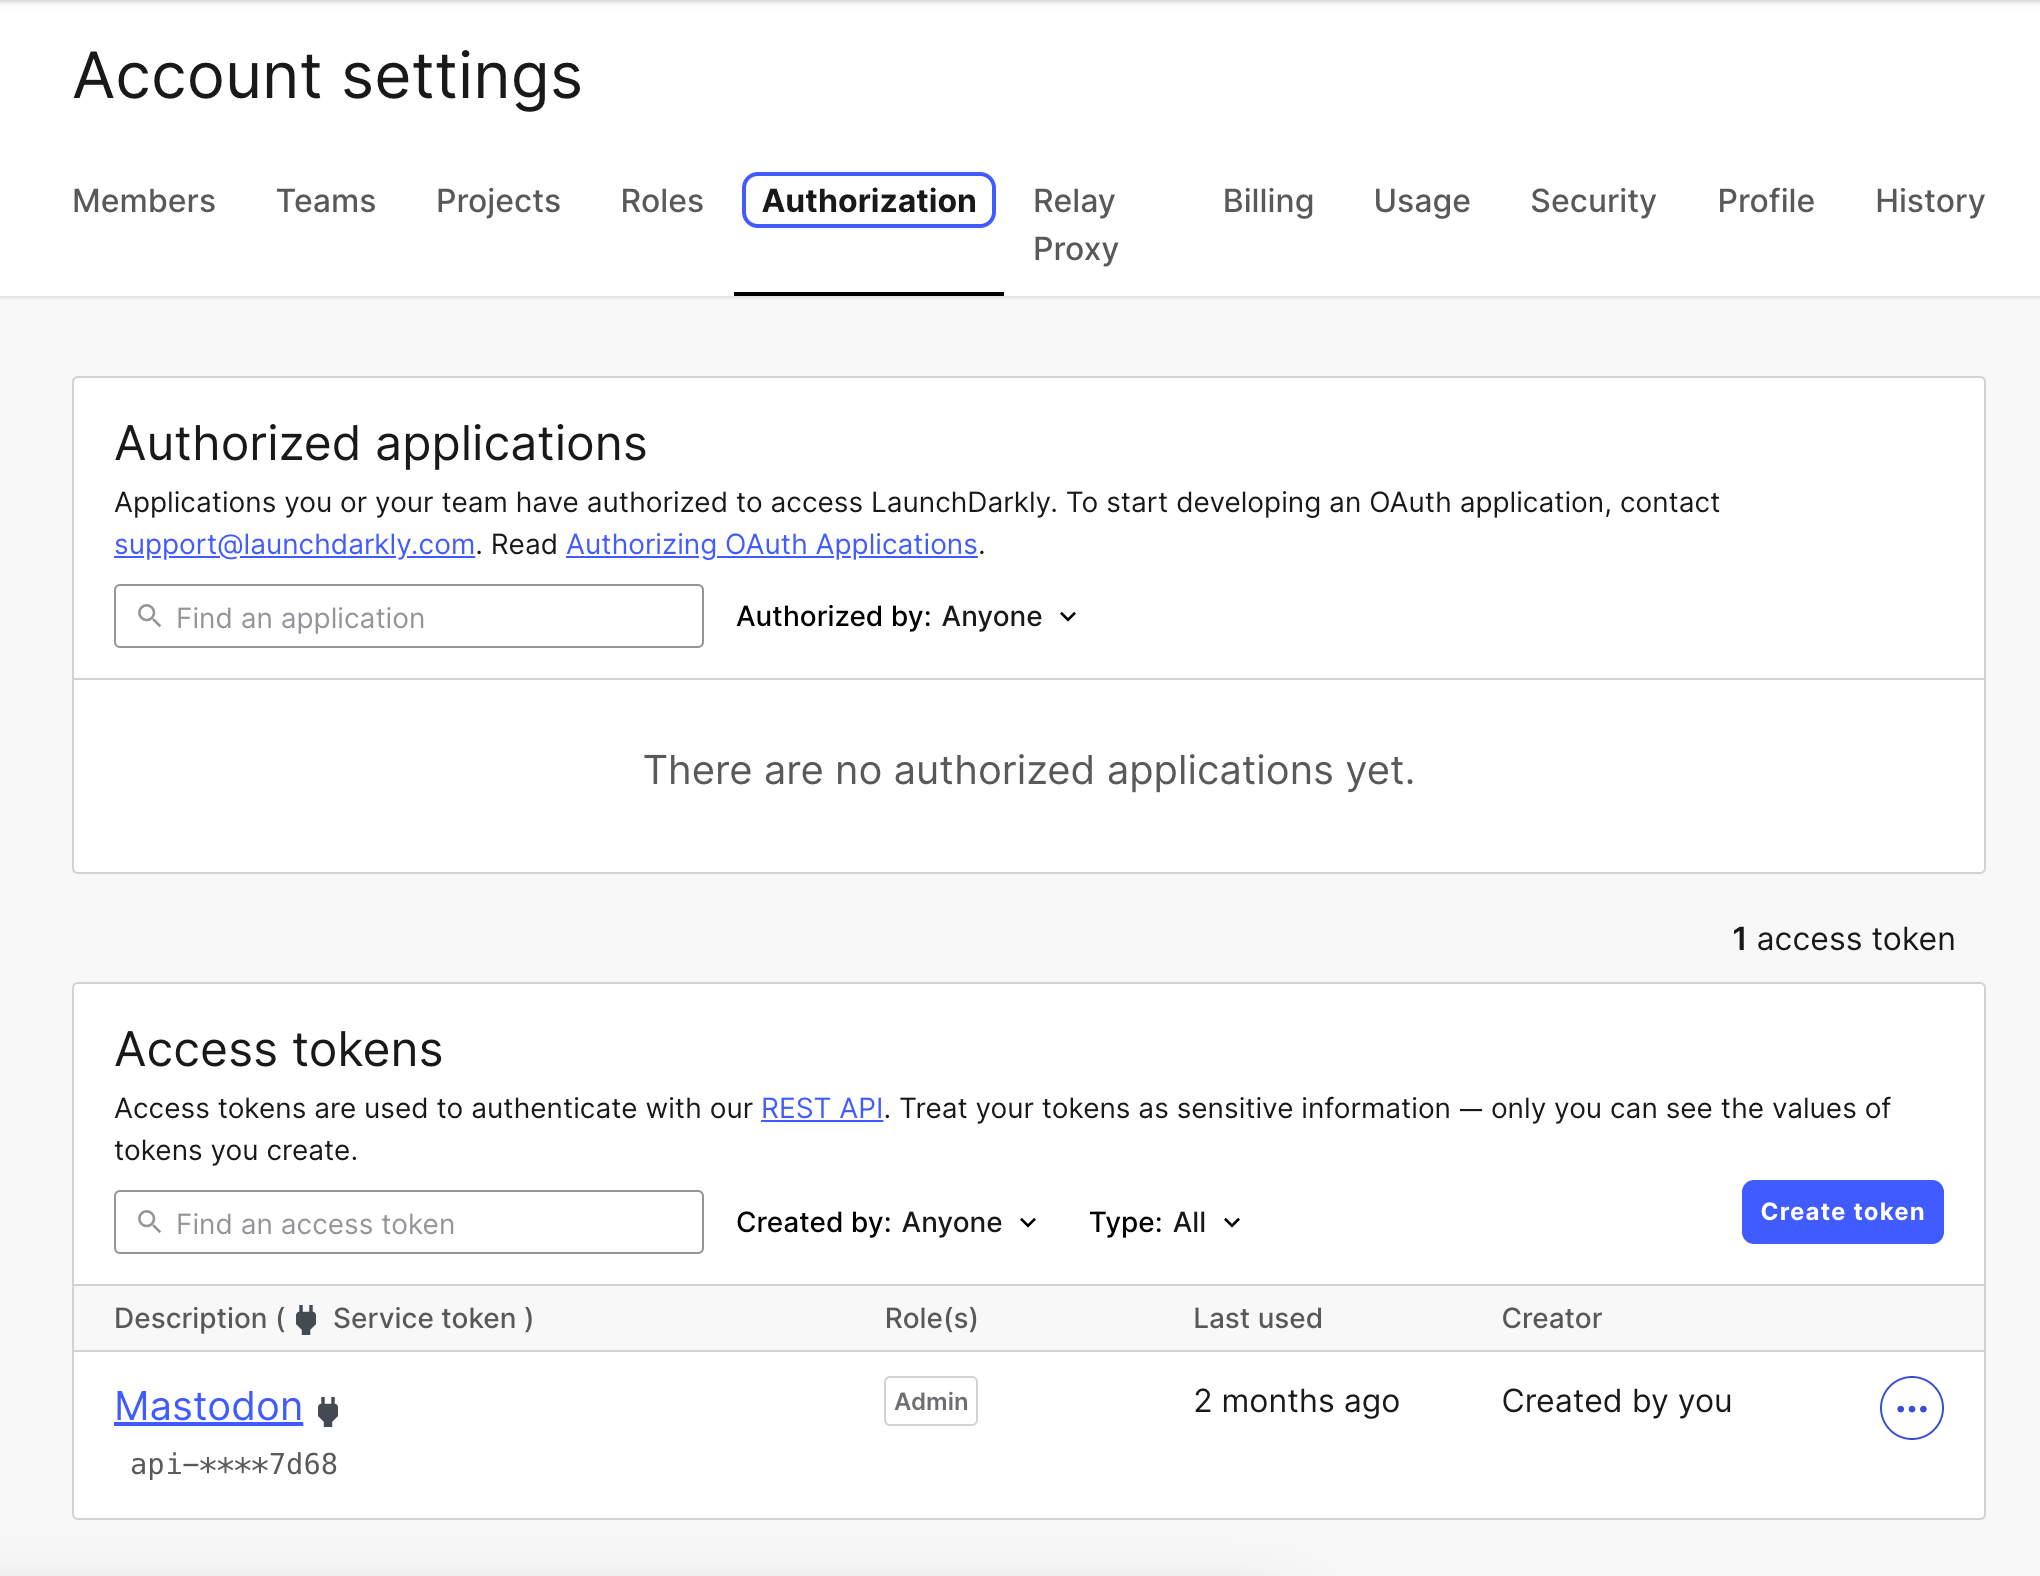 Account settings
Members Teams Projects Roles Authorization Relay Proxy Billing Usage Security Profile History
Authorized applications
Applications you or your team have authorized to access LaunchDarkly. To start developing an OAuth application, contact
support@launchdarkly.com. Read Authorizing OAuth Applications.
Find an application Authorized by: Anyone
There are no authorized applications yet.
1 access token
Access tokens
Access tokens are used to authenticate with our REST API. Treat your tokens as sensitive information — only you can see the values of
tokens you create.
Find an access token Created by: Anyone Type: All Create token
Description ( Service token ) Role(s) Last used Creator
Mastodon Admin 2 months ago Created by you
api-****7d68